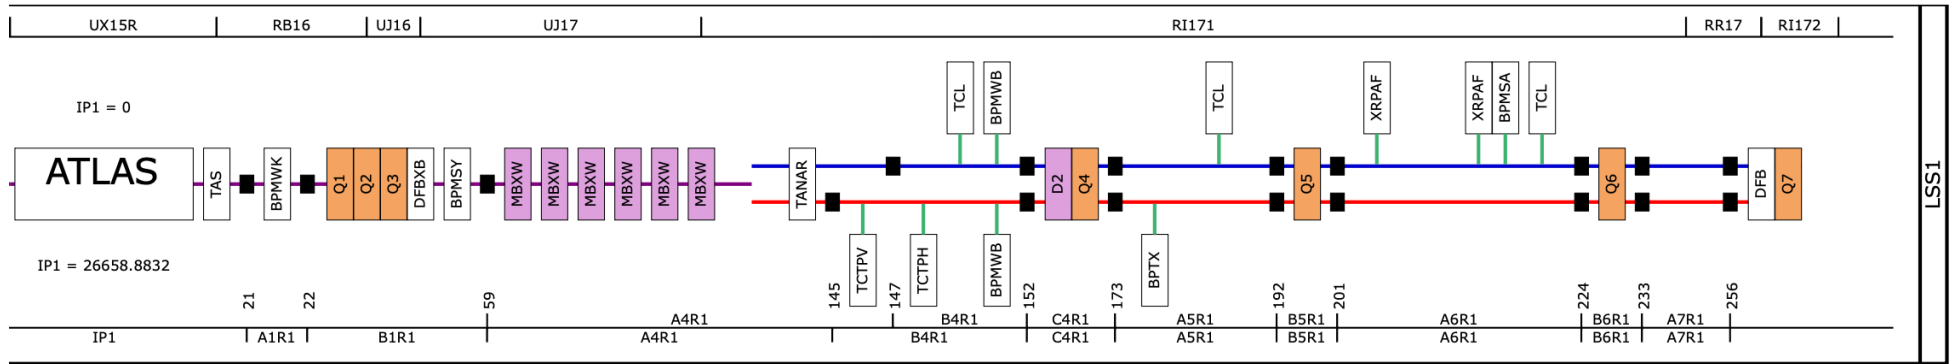 UX15R RB16 UJ16 UJ17 RI171 RR17 RI172
TCL BPMWB TCL XRPAF XRPAF BPMSA TCL
IP1 = 0
ATLAS TAS BPMWK Q1 Q2 Q3 DFBXB BPMSY MBXW MBXW MBXW MBXW MBXW MBXW TANAR D2 Q4 Q5 Q6 DFB Q7
LSS1
TCTPV TCTPH BPMWB BPTX
IP1 = 26658.8832
21 22 59 145 147 152 173 192 201 224 233 256
A4R1 B4R1 C4R1 A5R1 B5R1 A6R1 B6R1 A7R1
IP1 A1R1 B1R1 A4R1 B4R1 C4R1 A5R1 B5R1 A6R1 B6R1 A7R1